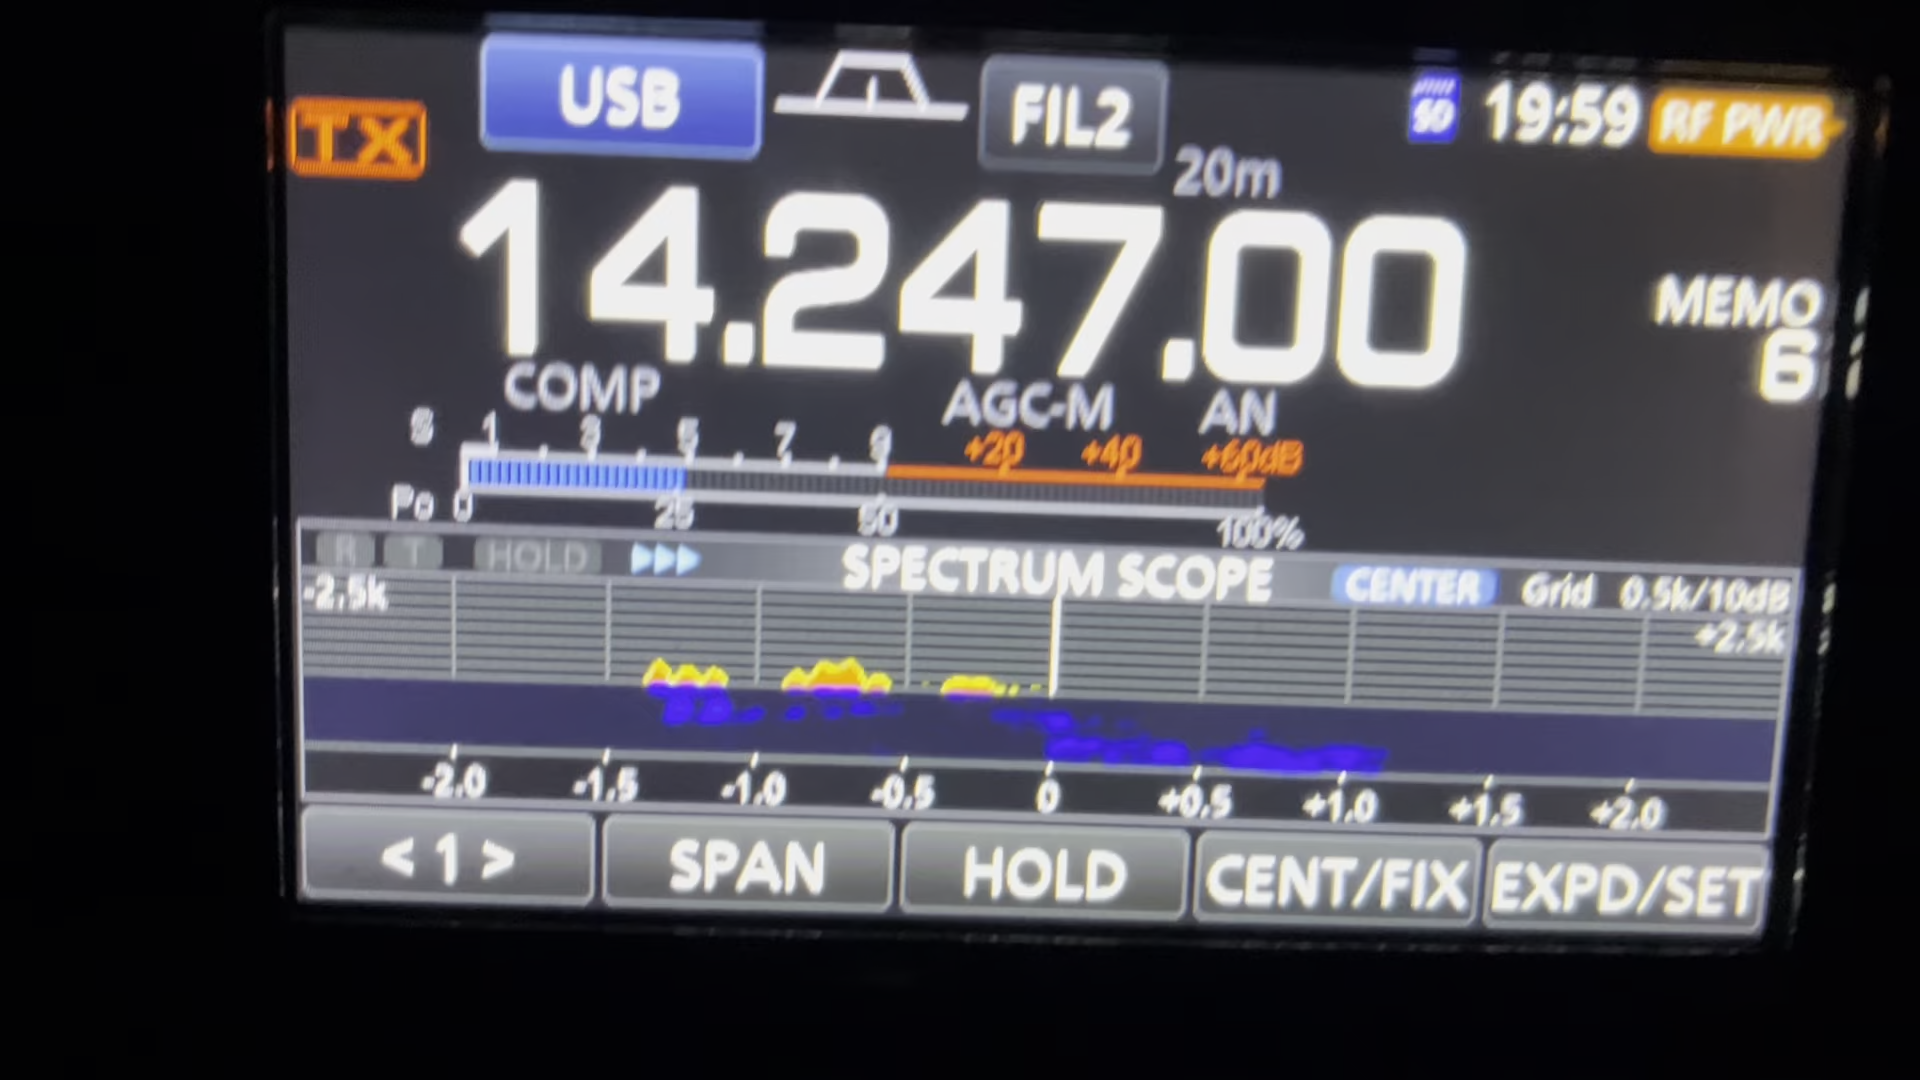 TX USB FIL2 SD 19:59 RF PWR
20m
14.247.00
MEMO
6
COMP AGC-M AN
S 1 3 5 7 9 +20 +40 +60dB
Po 0 25 50 100%
R T HOLD SPECTRUM SCOPE CENTER Grid 0.5k/10dB
-2.5k +2.5k
-2.0 -1.5 -1.0 -0.5 0 +0.5 +1.0 +1.5 +2.0
< 1 > SPAN HOLD CENT/FIX EXPD/SET